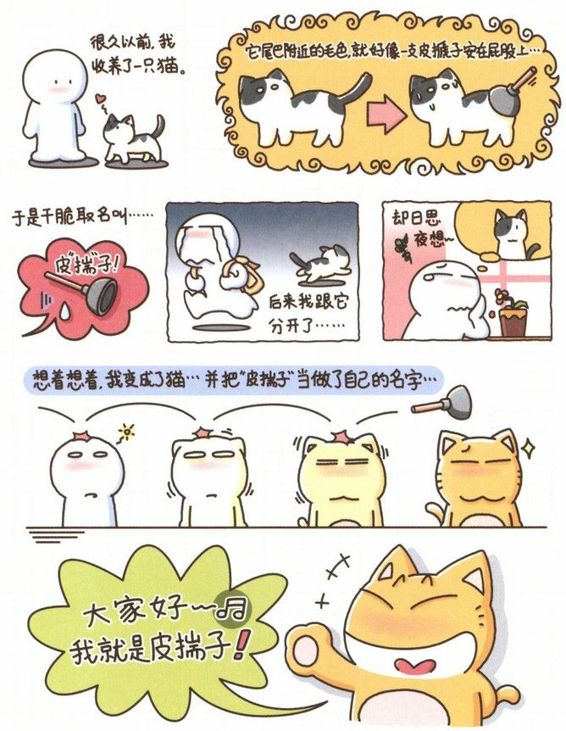 很久以前,我
收养了一只猫。
它尾巴附近的毛色,就好像一支皮搋子安在屁股上…
于是干脆取名叫……
皮“揣”子!
后来我跟它
分开了……
却日思
夜想~
想着想着,我变成了猫…并把“皮揣子”当做了自己的名字…
大家好~
我就是皮揣子!